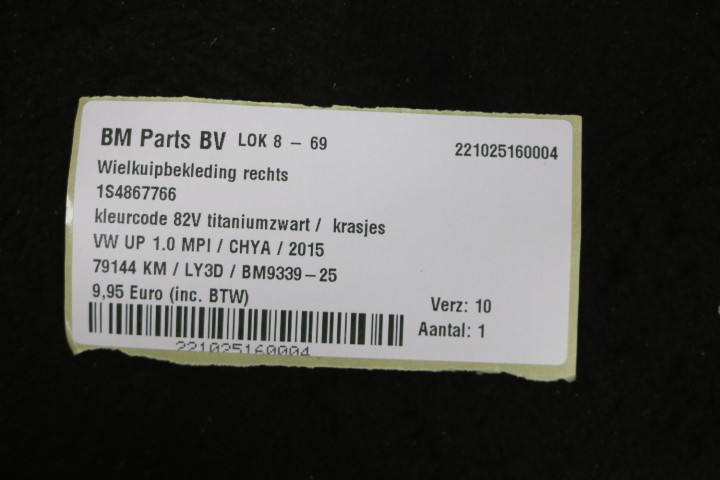 BM Parts BV LOK 8 - 69
221025160004
Wielkuipbekleding rechts
1S4867766
kleurcode 82V titaniumzwart / krasjes
VW UP 1.0 MPI / CHYA / 2015
79144 KM / LY3D / BM9339-25
9,95 Euro (inc. BTW)
Verz: 10
Aantal: 1
221025160004